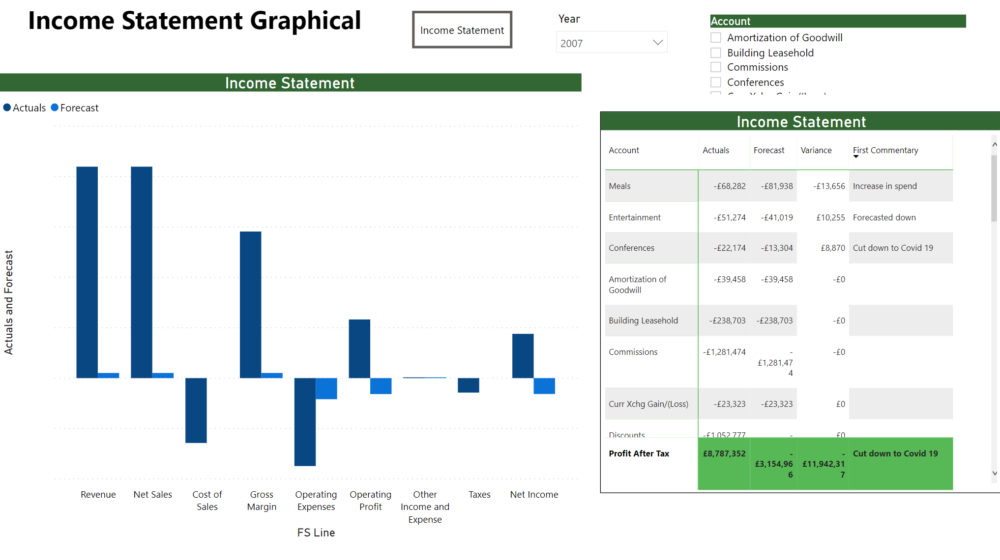 Income Statement Graphical
Income Statement
Year
2007
Account
Amortization of Goodwill
Building Leasehold
Commissions
Conferences
Income Statement
Actuals Forecast
Actuals and Forecast
Revenue Net Sales Cost of Gross Operating Operating Other Taxes Net Income
Sales Margin Expenses Profit Income and
Expense
FS Line
Income Statement
Account Actuals Forecast Variance First Commentary
Meals -£68,282 -£81,938 -£13,656 Increase in spend
Entertainment -£51,274 -£41,019 £10,255 Forecasted down
Conferences -£22,174 -£13,304 £8,870 Cut down to Covid 19
Amortization of -£39,458 -£39,458 -£0
Goodwill
Building Leasehold -£238,703 -£238,703 -£0
Commissions -£1,281,474 - -£0
£1,281,47
4
Curr Xchg Gain/(Loss) -£23,323 -£23,323 £0
Discounts -£1,052,777 - £0
Profit After Tax £8,787,352 - - Cut down to Covid 19
£3,154,96 £11,942,31
6 7